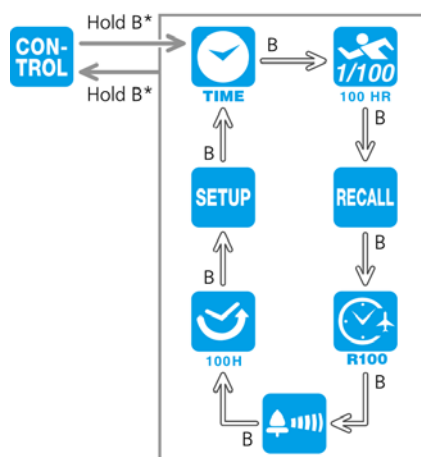 Hold B*
CON-
TROL
Hold B*
B
TIME
1/100
100 HR
B
B
SETUP
RECALL
B
B
100H
R100
B
B